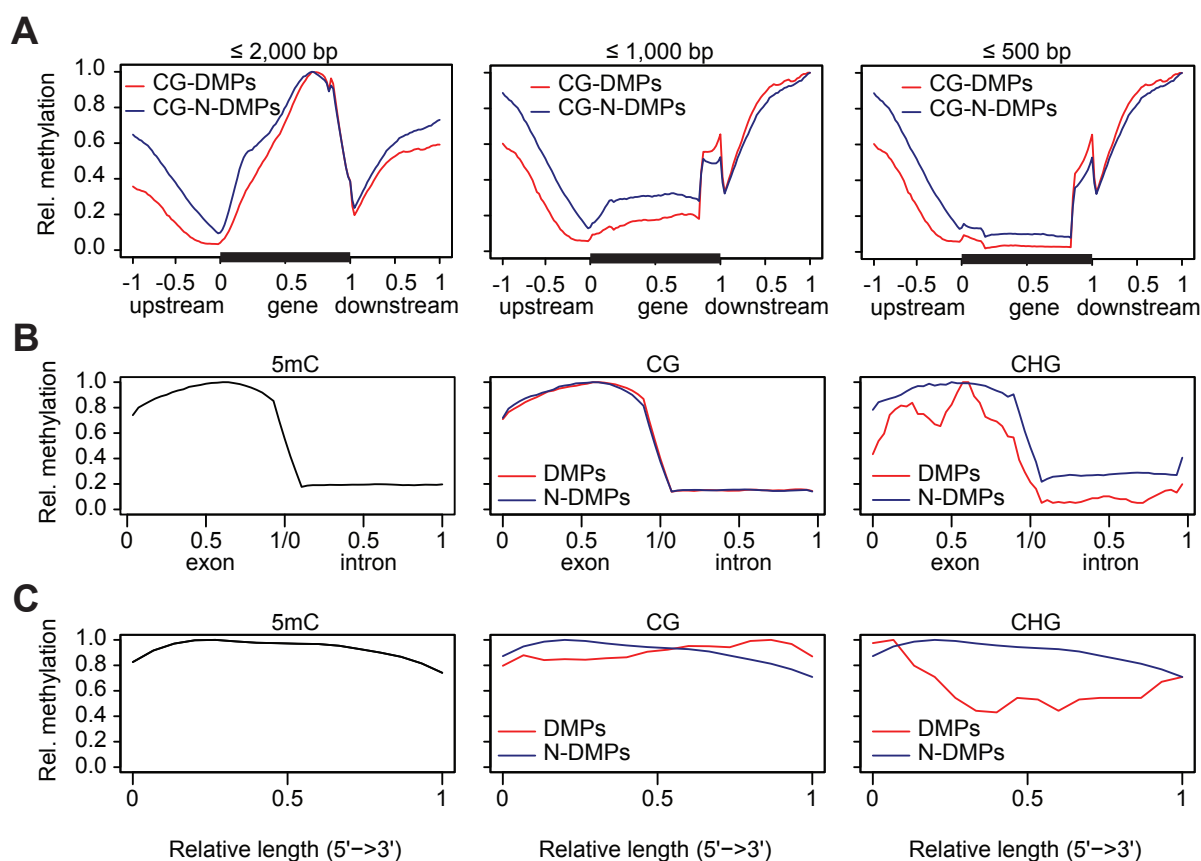 A
≤ 2,000 bp
≤ 1,000 bp
≤ 500 bp
Rel. methylation
1.0
0.8
0.6
0.4
0.2
0.0
CG-DMPs
CG-N-DMPs
CG-DMPs
CG-N-DMPs
CG-DMPs
CG-N-DMPs
-1 -0.5 0 0.5 1 0.5 1
upstream gene downstream
-1 -0.5 0 0.5 1 0.5 1
upstream gene downstream
-1 -0.5 0 0.5 1 0.5 1
upstream gene downstream
B
5mC
CG
CHG
Rel. methylation
1.0
0.8
0.6
0.4
0.2
0.0
DMPs
N-DMPs
DMPs
N-DMPs
0 0.5 1/0 0.5 1
exon intron
0 0.5 1/0 0.5 1
exon intron
0 0.5 1/0 0.5 1
exon intron
C
5mC
CG
CHG
Rel. methylation
1.0
0.8
0.6
0.4
0.2
0.0
DMPs
N-DMPs
DMPs
N-DMPs
0 0.5 1
0 0.5 1
0 0.5 1
Relative length (5'−>3')
Relative length (5'−>3')
Relative length (5'−>3')